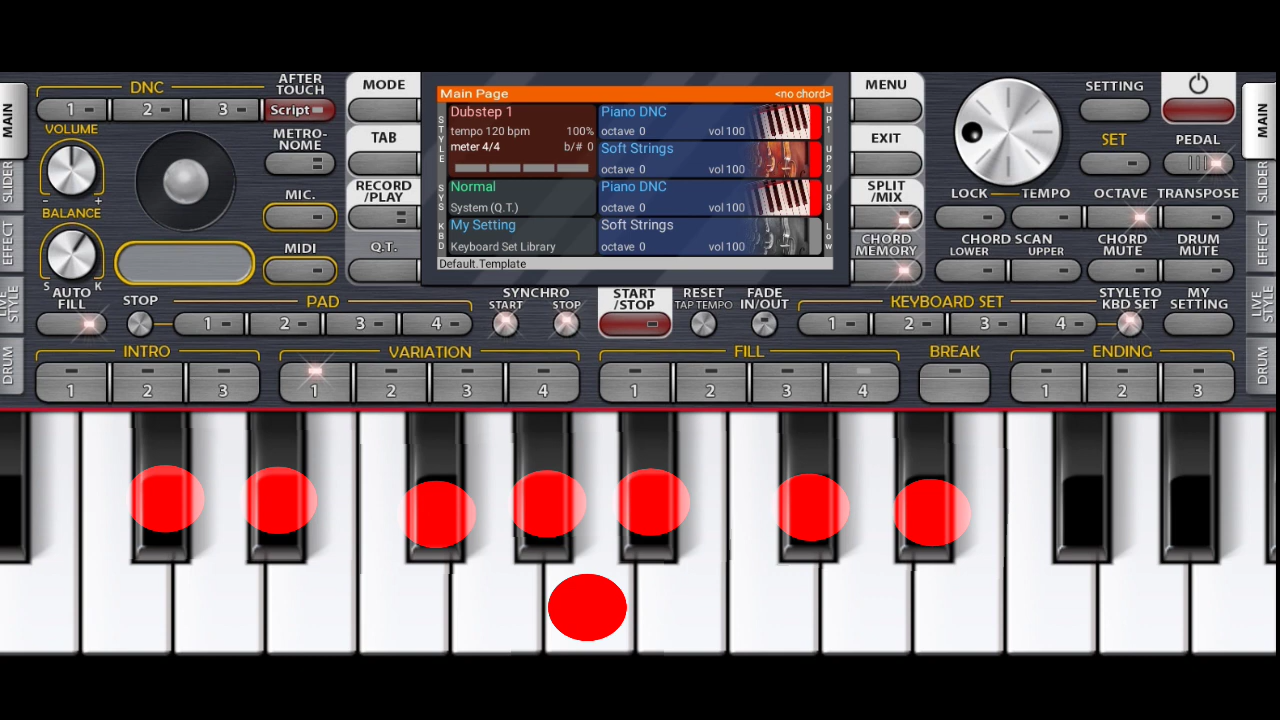 DNC
1 2 3
AFTER
TOUCH
Script
VOLUME
- +
METRO-
NOME
BALANCE
S K
MIC.
MIDI
AUTO
FILL
STOP
MAIN
SLIDER
EFFECT
LIVE
STYLE
DRUM
MODE
TAB
RECORD
/PLAY
Q.T.
Main Page <no chord>
STYLE
Dubstep 1
tempo 120 bpm 100%
meter 4/4 b/# 0
SYS
Normal
System (Q.T.)
KBD
My Setting
Keyboard Set Library
Piano DNC
octave 0 vol 100
UP1
Soft Strings
octave 0 vol 100
UP2
Piano DNC
octave 0 vol 100
UP3
Soft Strings
octave 0 vol 100
Low
Default.Template
MENU
EXIT
SPLIT
/MIX
CHORD
MEMORY
SETTING
SET
PEDAL
LOCK TEMPO OCTAVE TRANSPOSE
CHORD SCAN
LOWER UPPER
CHORD
MUTE
DRUM
MUTE
MAIN
SLIDER
EFFECT
LIVE
STYLE
DRUM
PAD
1 2 3 4
SYNCHRO
START STOP
START
/STOP
RESET
TAP TEMPO
FADE
IN/OUT
KEYBOARD SET
1 2 3 4
STYLE TO
KBD SET
MY
SETTING
INTRO
1 2 3
VARIATION
1 2 3 4
FILL
1 2 3 4
BREAK
ENDING
1 2 3